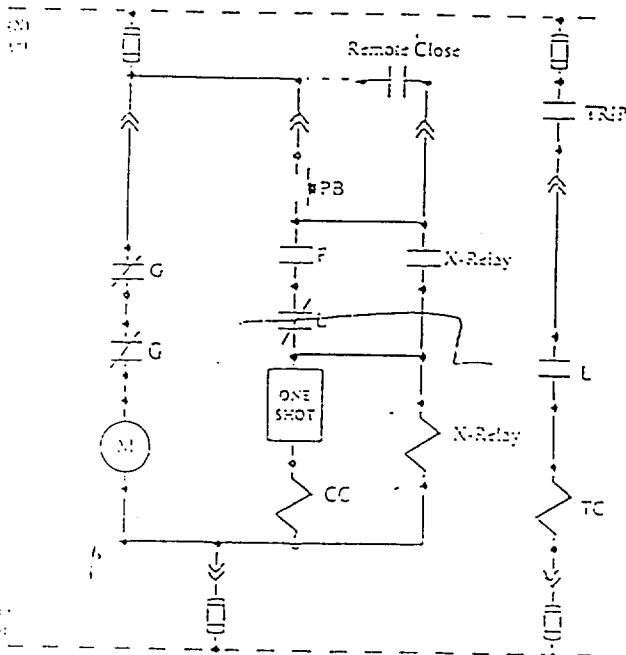 Remote Close
TRIP
PB
G
F
X-Relay
L
G
L
ONE
SHOT
X-Relay
M
CC
TC